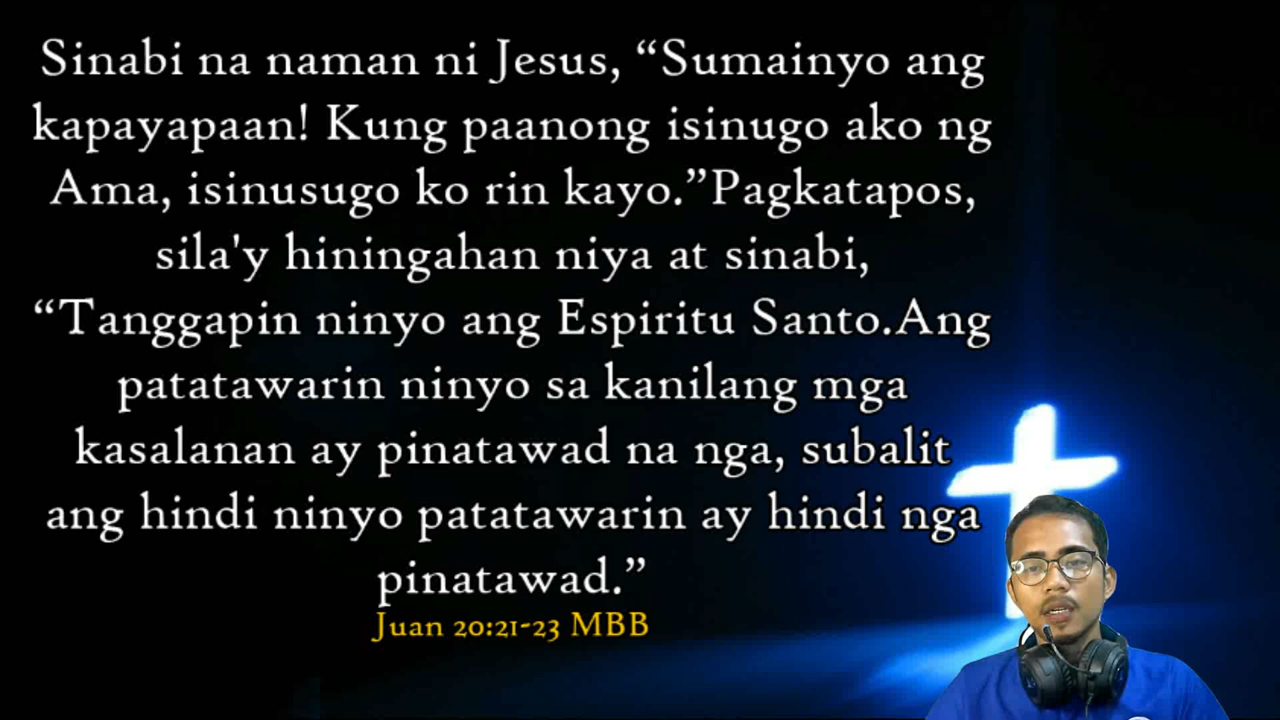 Sinabi na naman ni Jesus, “Sumainyo ang
kapayapaan! Kung paanong isinugo ako ng
Ama, isinusugo ko rin kayo.”Pagkatapos,
sila'y hiningahan niya at sinabi,
“Tanggapin ninyo ang Espiritu Santo.Ang
patatawarin ninyo sa kanilang mga
kasalanan ay pinatawad na nga, subalit
ang hindi ninyo patatawarin ay hindi nga
pinatawad.”
Juan 20:21-23 MBB